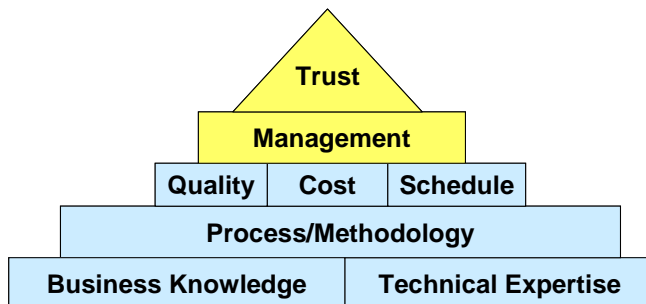 Trust
Management
Quality Cost Schedule
Process/Methodology
Business Knowledge Technical Expertise